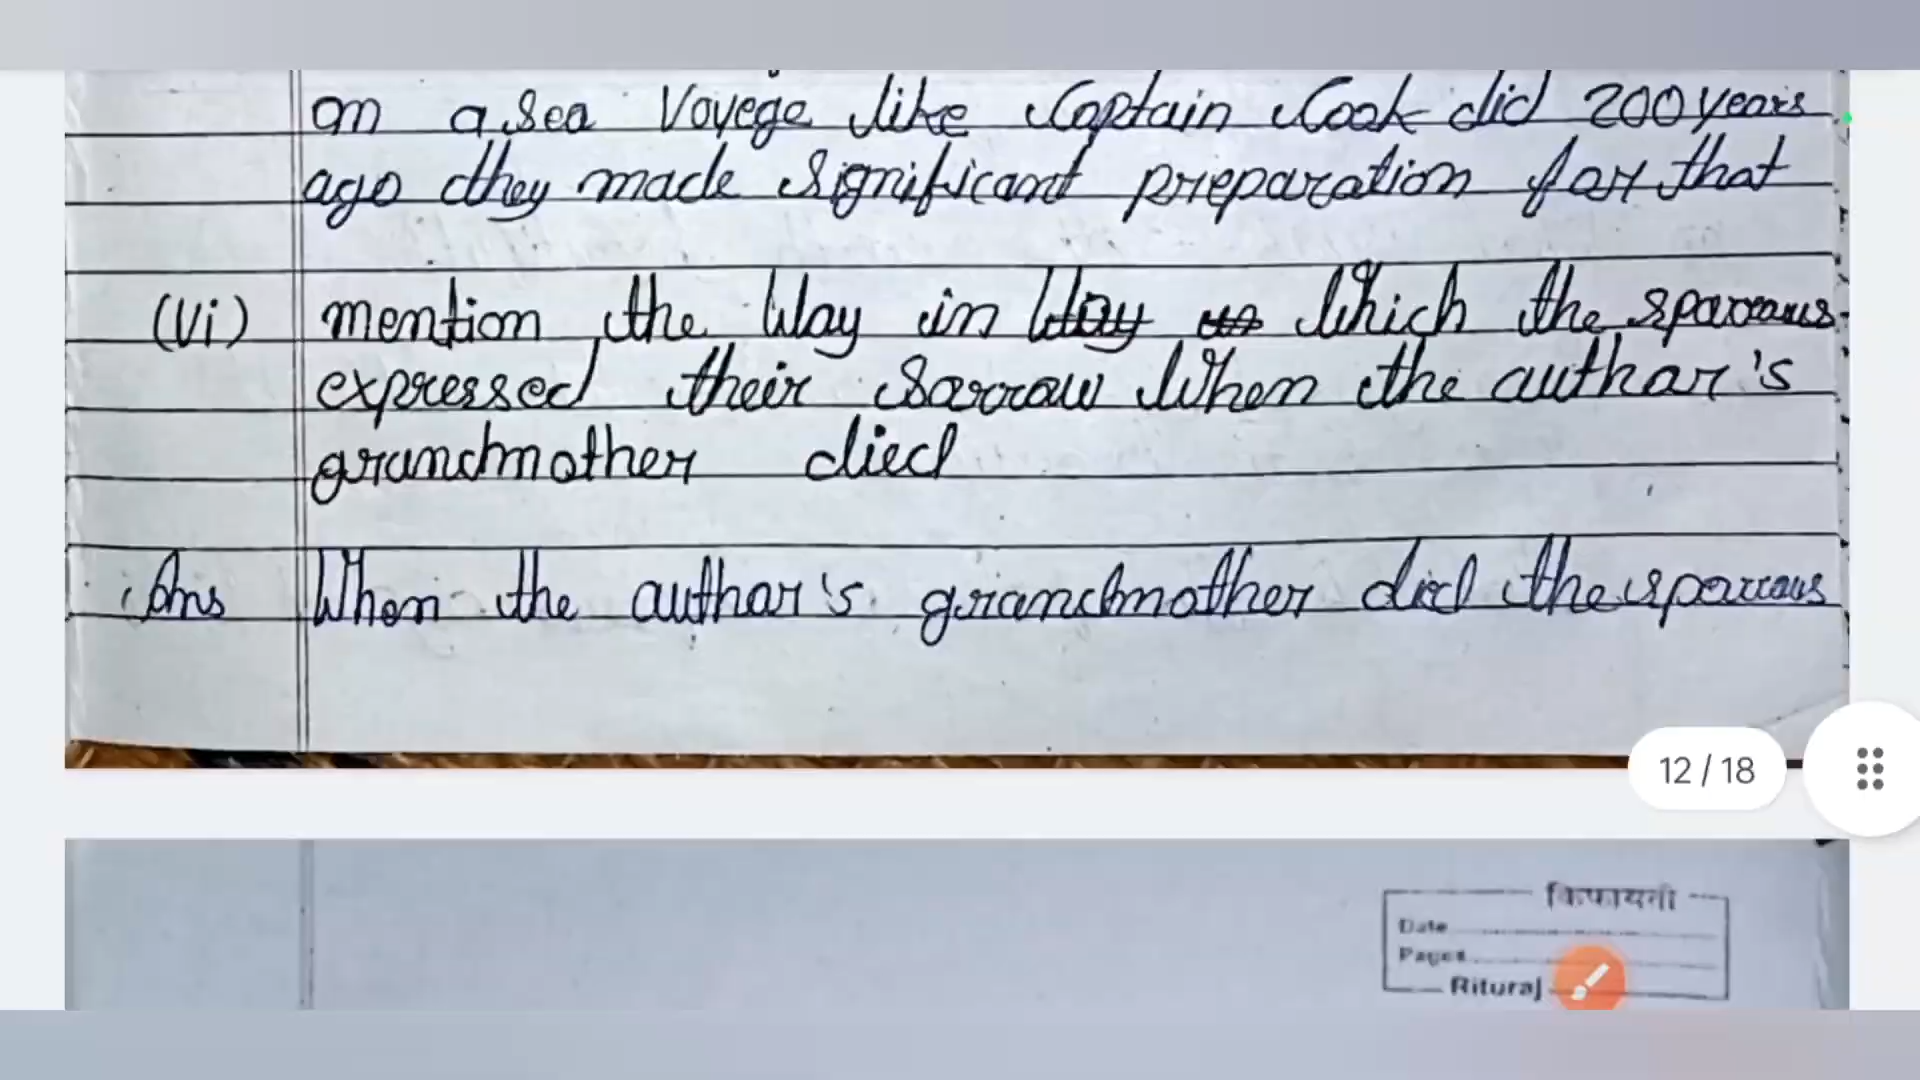 on a sea Voyege like Captain Cook did 200 years
ago they made significant preparation for that
(Vi) mention the Way in Way Which the sparrows
expressed their Sorrow When the author's
grandmother died
Ans When the author's grandmother died the sparrows
12 / 18
किफायती
Date
Pages
Rituraj